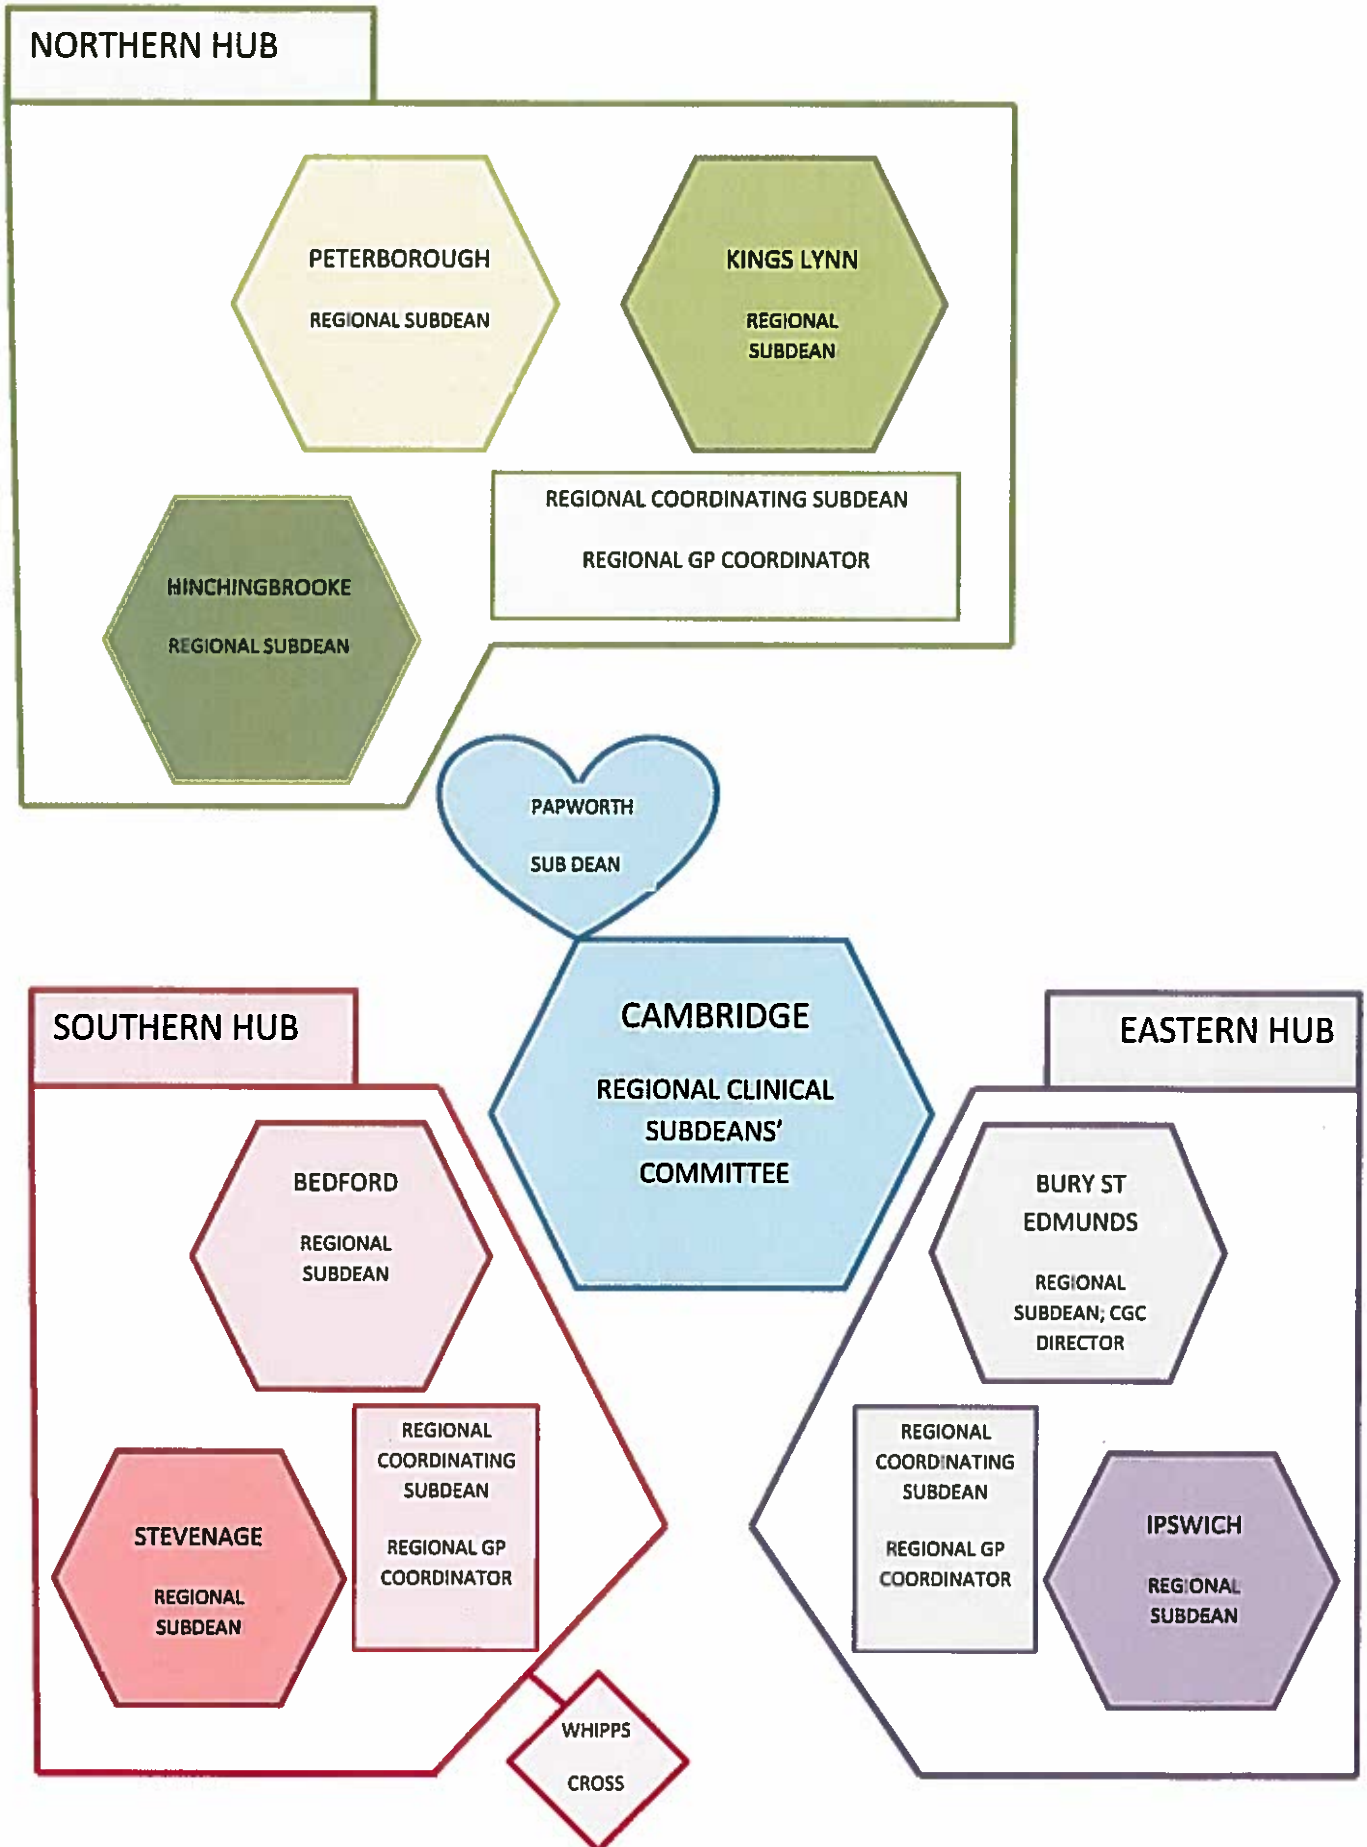 NORTHERN HUB
PETERBOROUGH
REGIONAL SUBDEAN
KINGS LYNN
REGIONAL
SUBDEAN
REGIONAL COORDINATING SUBDEAN
REGIONAL GP COORDINATOR
HINCHINGBROOKE
REGIONAL SUBDEAN
PAPWORTH
SUB DEAN
CAMBRIDGE
REGIONAL CLINICAL
SUBDEANS’
COMMITTEE
SOUTHERN HUB
BEDFORD
REGIONAL
SUBDEAN
REGIONAL
COORDINATING
SUBDEAN
REGIONAL GP
COORDINATOR
STEVENAGE
REGIONAL
SUBDEAN
WHIPPS
CROSS
EASTERN HUB
BURY ST
EDMUNDS
REGIONAL
SUBDEAN; CGC
DIRECTOR
REGIONAL
COORDINATING
SUBDEAN
REGIONAL GP
COORDINATOR
IPSWICH
REGIONAL
SUBDEAN